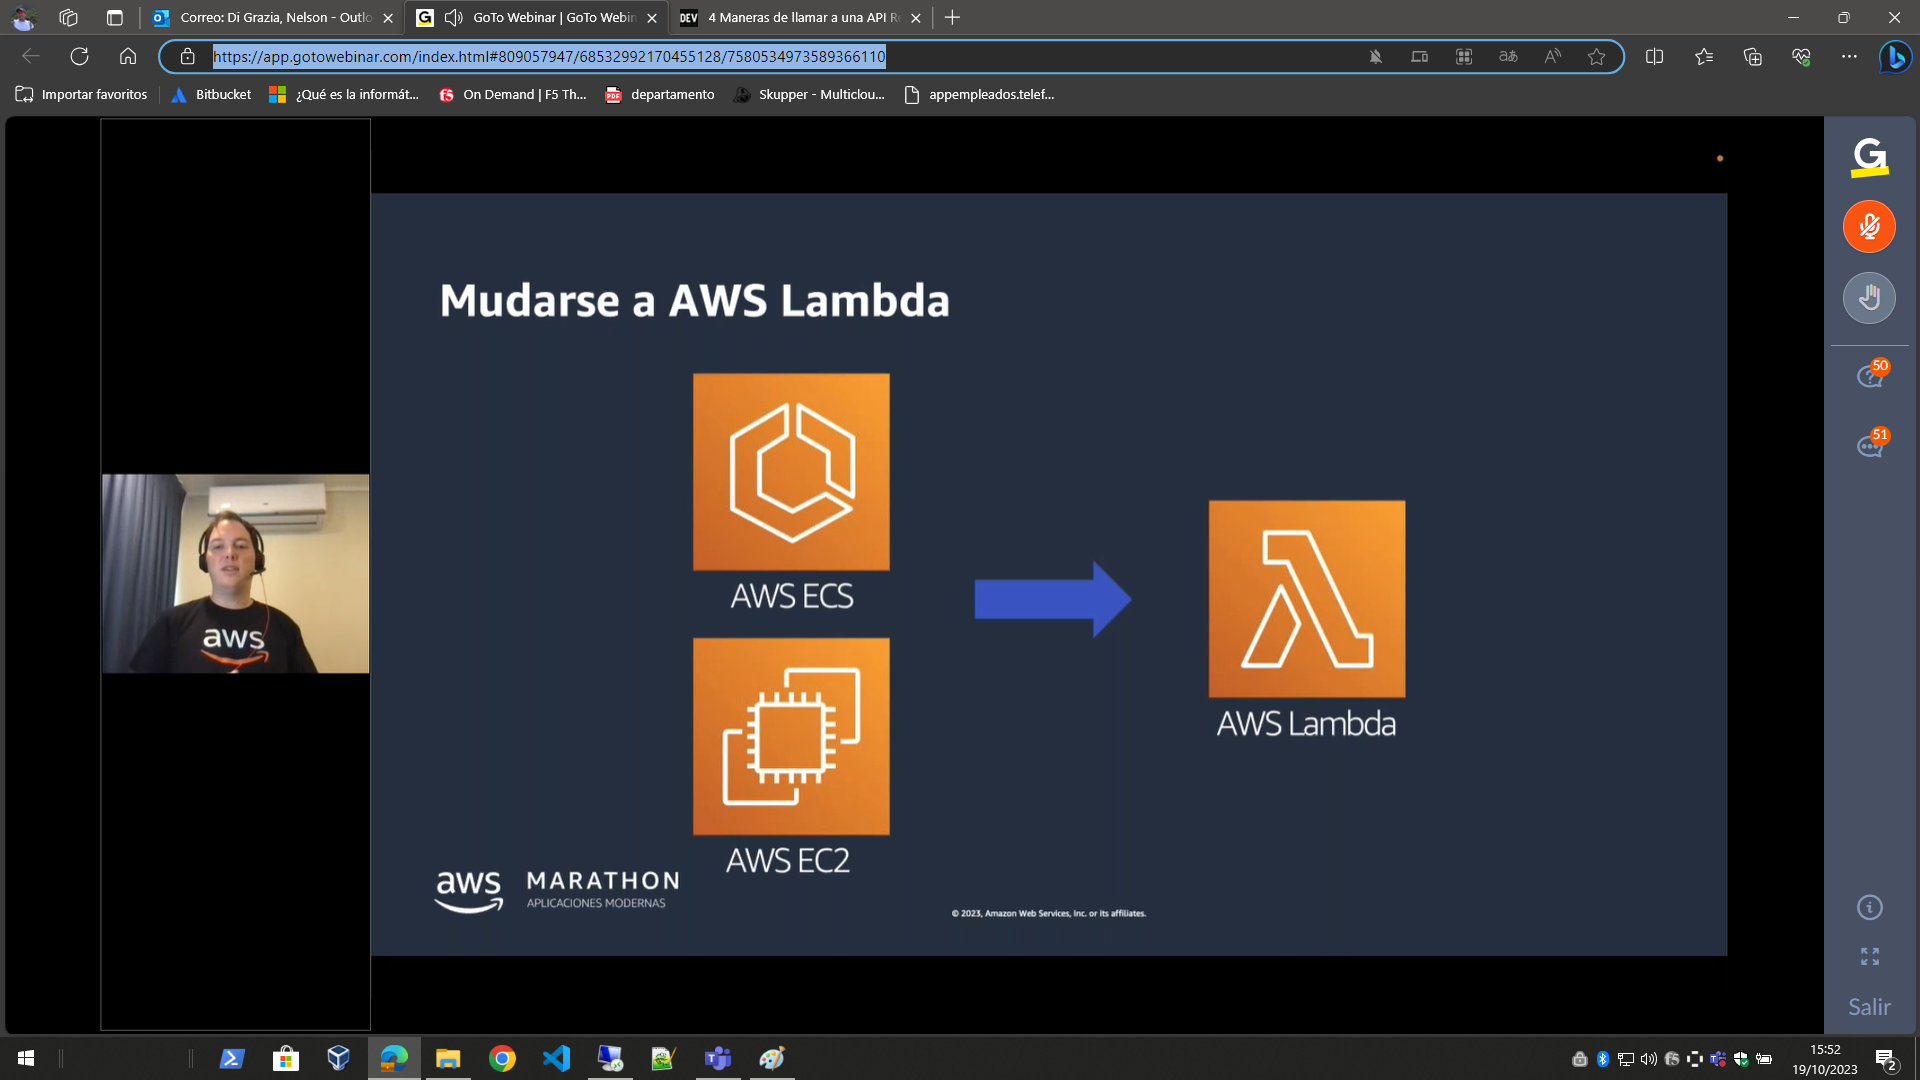 Correo: Di Grazia, Nelson - Outlo
GoTo Webinar | GoTo Webin
DEV 4 Maneras de llamar a una API Re
https://app.gotowebinar.com/index.html#809057947/68532992170455128/7580534973589366110
Importar favoritos
Bitbucket
¿Qué es la informát...
On Demand | F5 Th...
departamento
Skupper - Multiclou...
appempleados.telef...
Mudarse a AWS Lambda
AWS ECS
AWS EC2
AWS Lambda
aws
aws MARATHON
APLICACIONES MODERNAS
© 2023, Amazon Web Services, Inc. or its affiliates.
50
51
Salir
15:52
19/10/2023
2